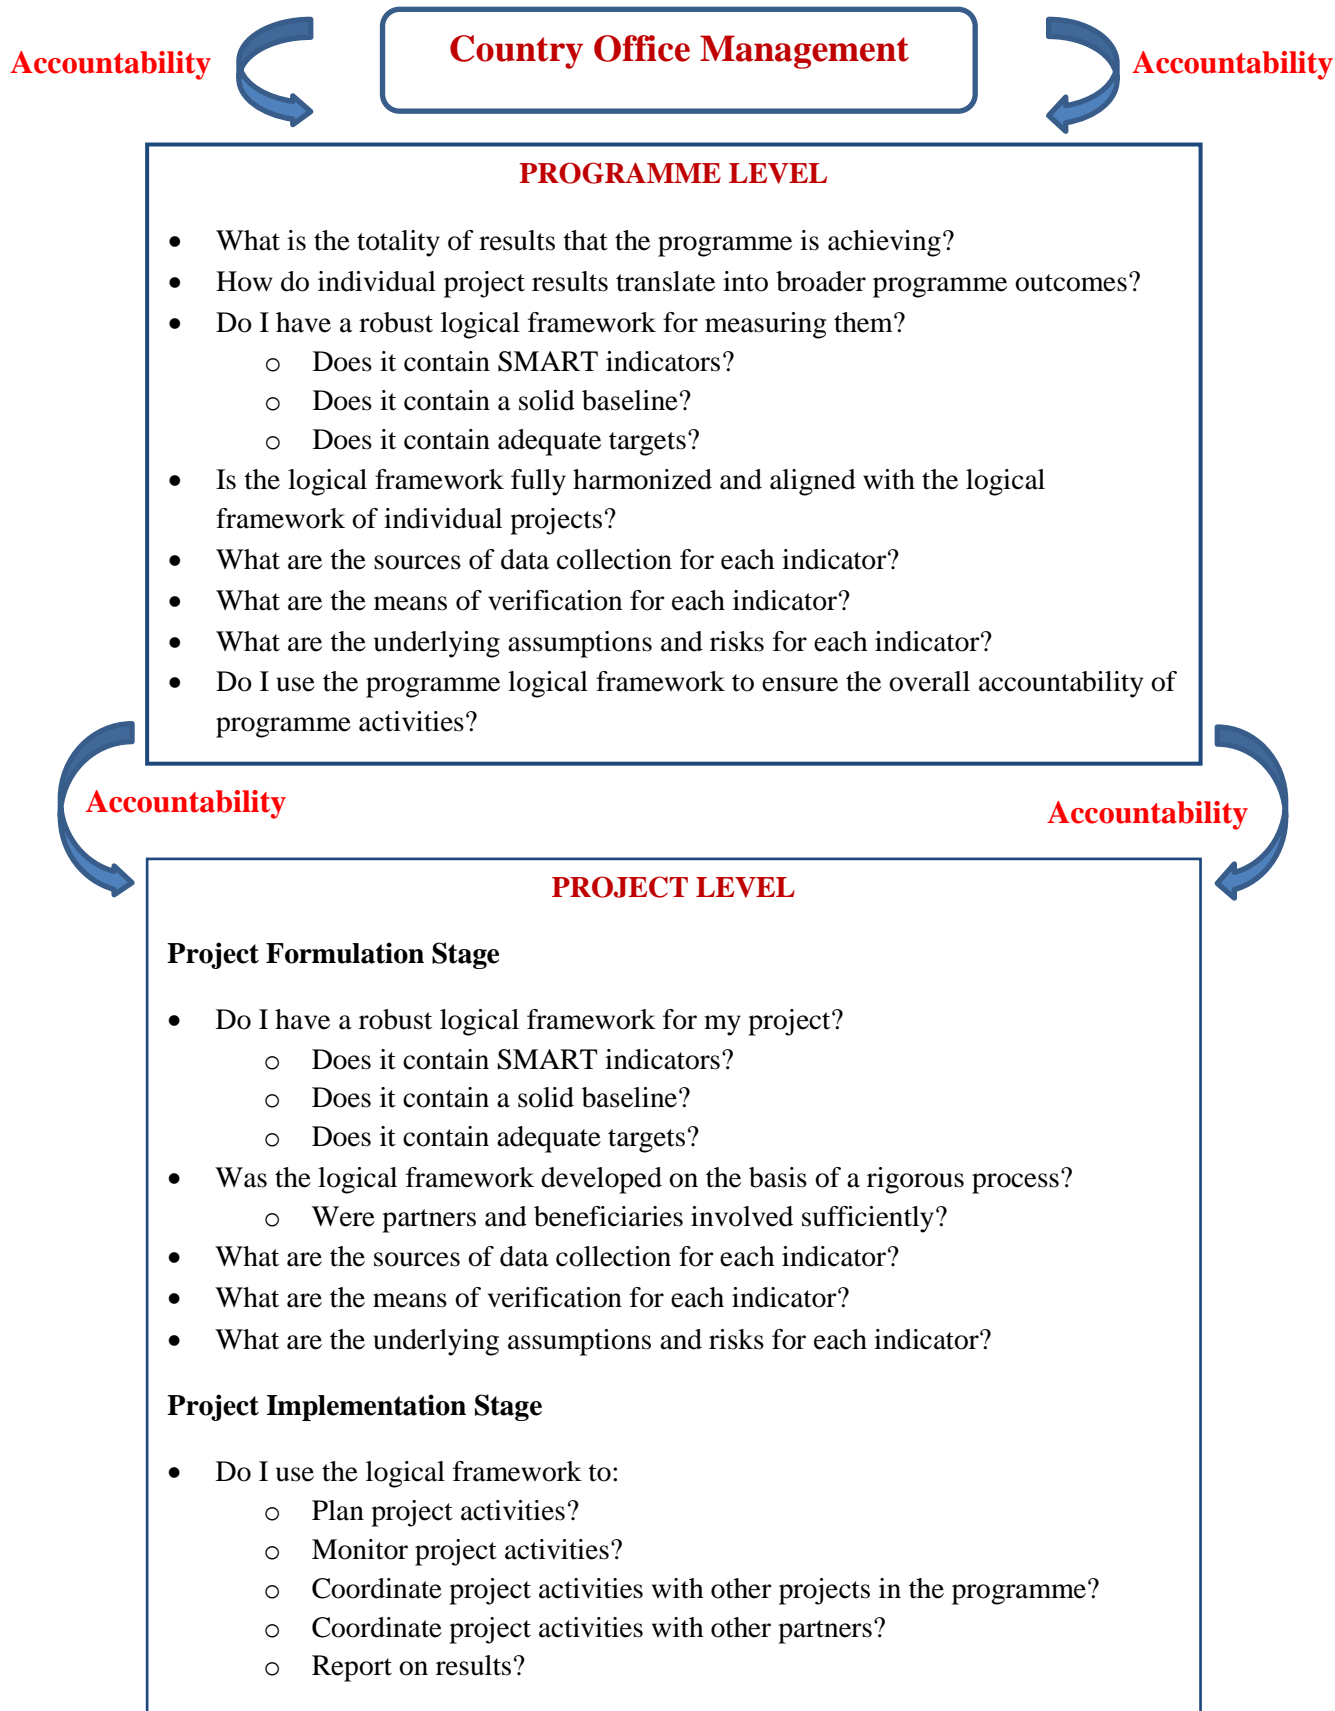 Country Office Management
Accountability
Accountability
PROGRAMME LEVEL
• What is the totality of results that the programme is achieving?
• How do individual project results translate into broader programme outcomes?
• Do I have a robust logical framework for measuring them?
o Does it contain SMART indicators?
o Does it contain a solid baseline?
o Does it contain adequate targets?
• Is the logical framework fully harmonized and aligned with the logical
framework of individual projects?
• What are the sources of data collection for each indicator?
• What are the means of verification for each indicator?
• What are the underlying assumptions and risks for each indicator?
• Do I use the programme logical framework to ensure the overall accountability of
programme activities?
Accountability
Accountability
PROJECT LEVEL
Project Formulation Stage
• Do I have a robust logical framework for my project?
o Does it contain SMART indicators?
o Does it contain a solid baseline?
o Does it contain adequate targets?
• Was the logical framework developed on the basis of a rigorous process?
o Were partners and beneficiaries involved sufficiently?
• What are the sources of data collection for each indicator?
• What are the means of verification for each indicator?
• What are the underlying assumptions and risks for each indicator?
Project Implementation Stage
• Do I use the logical framework to:
o Plan project activities?
o Monitor project activities?
o Coordinate project activities with other projects in the programme?
o Coordinate project activities with other partners?
o Report on results?